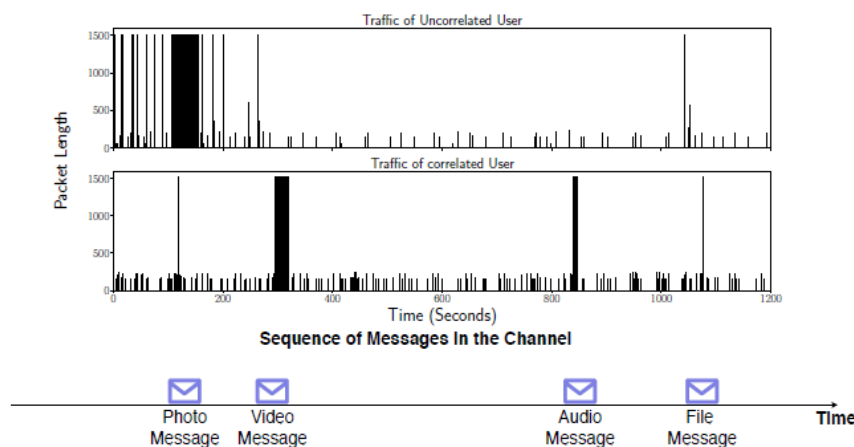 Traffic of Uncorrelated User
1500
1000
500
0
Packet Length
Traffic of correlated User
1500
1000
500
0
0 200 400 600 800 1000 1200
Time (Seconds)
Sequence of Messages In the Channel
Photo Message
Video Message
Audio Message
File Message
Time